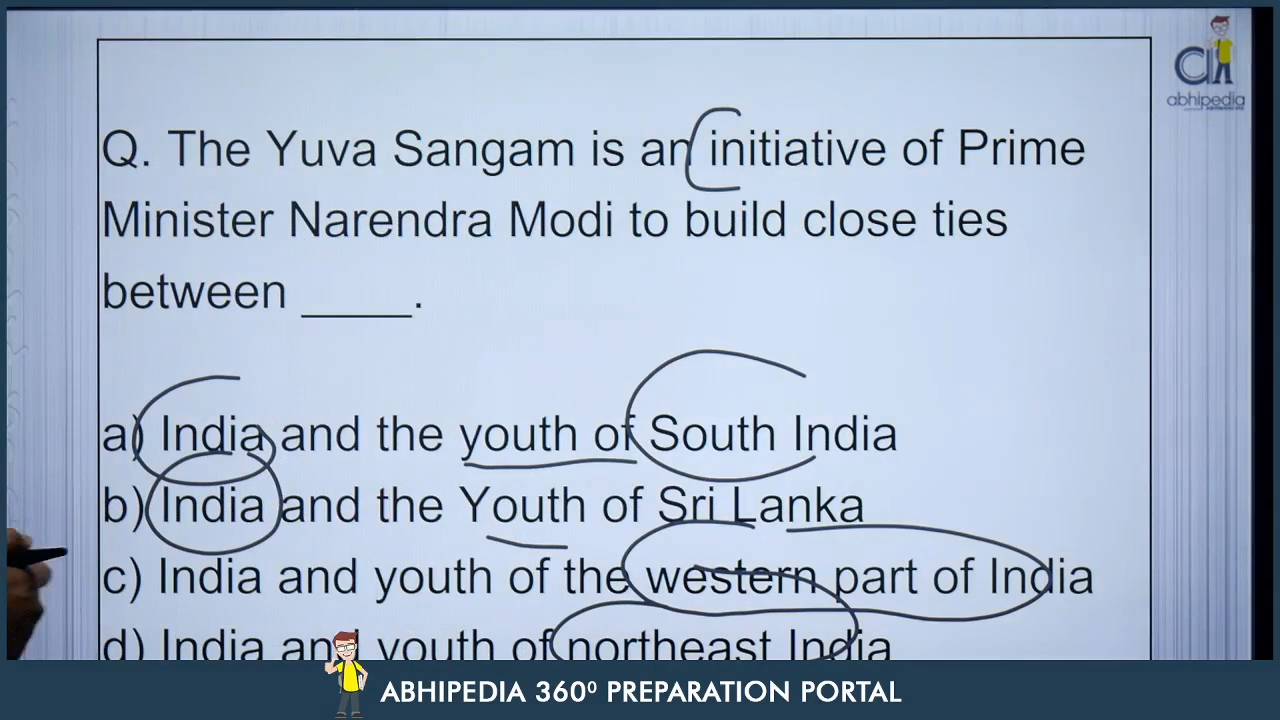 abhipedia
Q. The Yuva Sangam is an initiative of Prime
Minister Narendra Modi to build close ties
between _____.
a) India and the youth of South India
b) India and the Youth of Sri Lanka
c) India and youth of the western part of India
d) India and youth of northeast India
ABHIPEDIA 360⁰ PREPARATION PORTAL